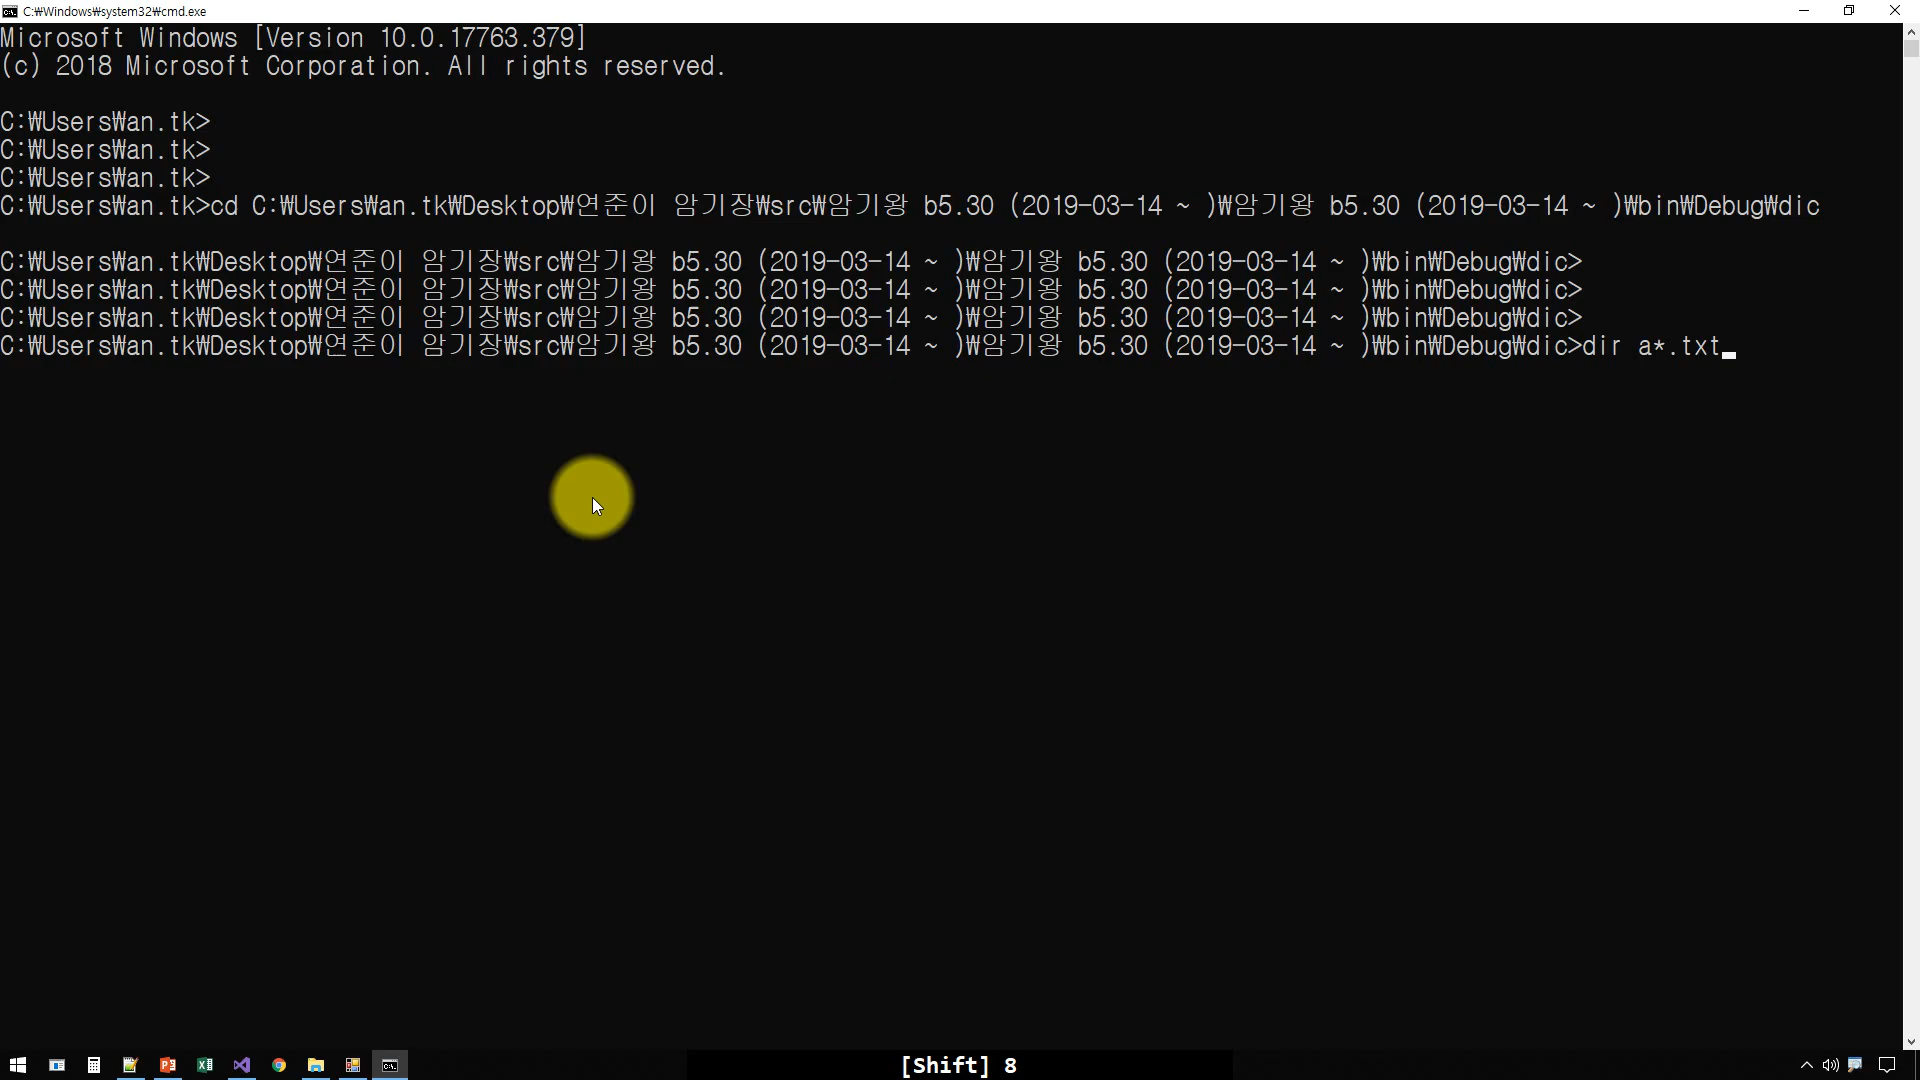 C:₩Windows₩system32₩cmd.exe
Microsoft Windows [Version 10.0.17763.379]
(c) 2018 Microsoft Corporation. All rights reserved.
C:₩Users₩an.tk>
C:₩Users₩an.tk>
C:₩Users₩an.tk>
C:₩Users₩an.tk>cd C:₩Users₩an.tk₩Desktop₩연준이 암기장₩src₩암기왕 b5.30 (2019-03-14 ~ )₩암기왕 b5.30 (2019-03-14 ~ )₩bin₩Debug₩dic
C:₩Users₩an.tk₩Desktop₩연준이 암기장₩src₩암기왕 b5.30 (2019-03-14 ~ )₩암기왕 b5.30 (2019-03-14 ~ )₩bin₩Debug₩dic>
C:₩Users₩an.tk₩Desktop₩연준이 암기장₩src₩암기왕 b5.30 (2019-03-14 ~ )₩암기왕 b5.30 (2019-03-14 ~ )₩bin₩Debug₩dic>
C:₩Users₩an.tk₩Desktop₩연준이 암기장₩src₩암기왕 b5.30 (2019-03-14 ~ )₩암기왕 b5.30 (2019-03-14 ~ )₩bin₩Debug₩dic>
C:₩Users₩an.tk₩Desktop₩연준이 암기장₩src₩암기왕 b5.30 (2019-03-14 ~ )₩암기왕 b5.30 (2019-03-14 ~ )₩bin₩Debug₩dic>dir a*.txt
[Shift] 8